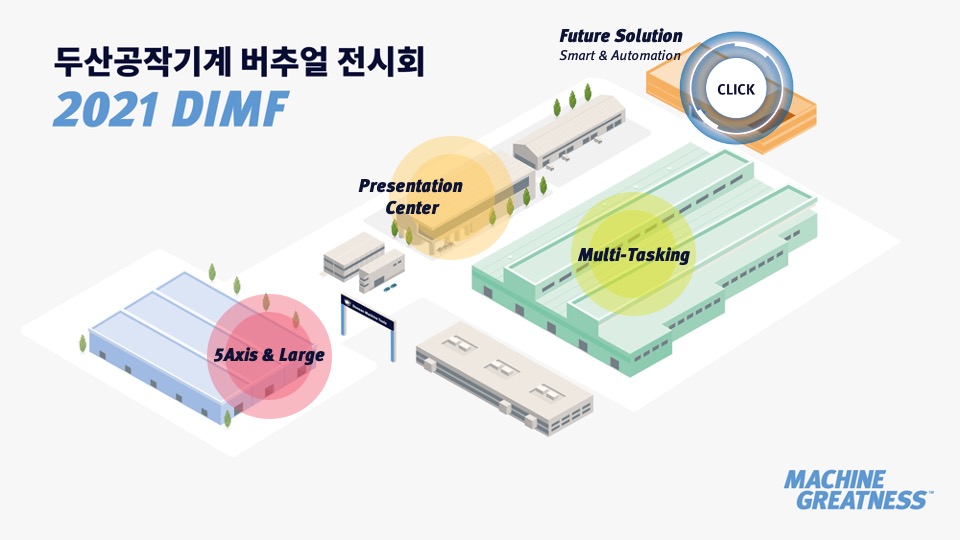 두산공작기계 버추얼 전시회
2021 DIMF
Future Solution
Smart & Automation
CLICK
Presentation
Center
Multi-Tasking
5Axis & Large
MACHINE
GREATNESS™